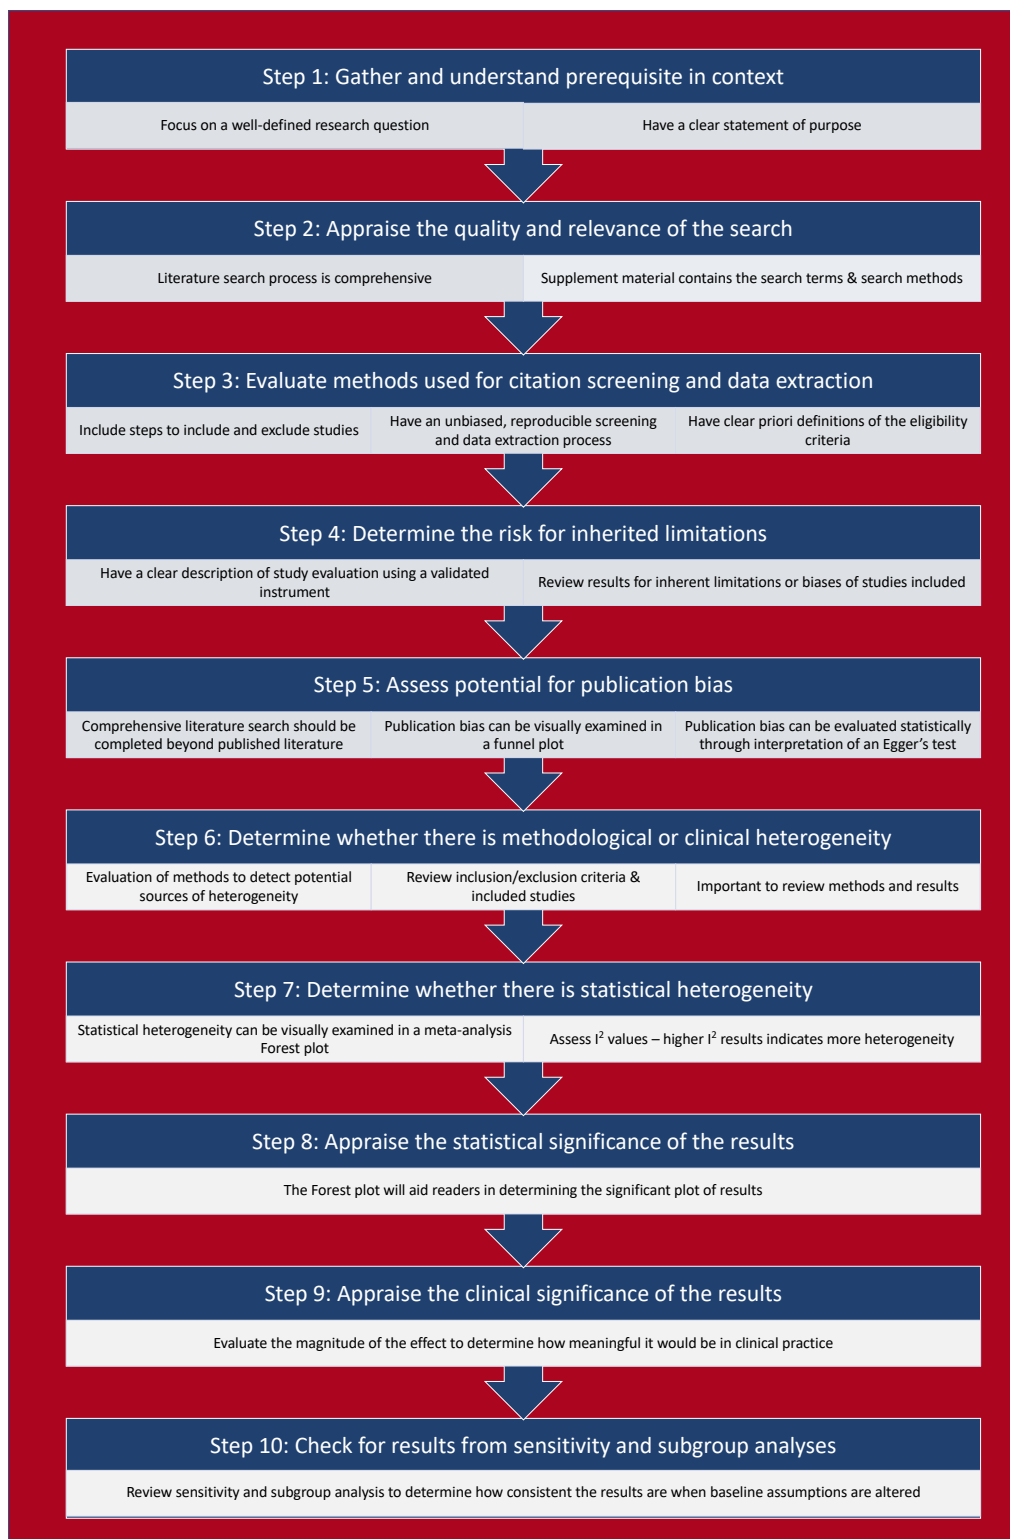 Step 1: Gather and understand prerequisite in context
Focus on a well-defined research question
Have a clear statement of purpose
Step 2: Appraise the quality and relevance of the search
Literature search process is comprehensive
Supplement material contains the search terms & search methods
Step 3: Evaluate methods used for citation screening and data extraction
Include steps to include and exclude studies
Have an unbiased, reproducible screening
and data extraction process
Have clear priori definitions of the eligibility
criteria
Step 4: Determine the risk for inherited limitations
Have a clear description of study evaluation using a validated
instrument
Review results for inherent limitations or biases of studies included
Step 5: Assess potential for publication bias
Comprehensive literature search should be
completed beyond published literature
Publication bias can be visually examined in
a funnel plot
Publication bias can be evaluated statistically
through interpretation of an Egger's test
Step 6: Determine whether there is methodological or clinical heterogeneity
Evaluation of methods to detect potential
sources of heterogeneity
Review inclusion/exclusion criteria &
included studies
Important to review methods and results
Step 7: Determine whether there is statistical heterogeneity
Statistical heterogeneity can be visually examined in a meta-analysis
Forest plot
Assess I² values – higher I² results indicates more heterogeneity
Step 8: Appraise the statistical significance of the results
The Forest plot will aid readers in determining the significant plot of results
Step 9: Appraise the clinical significance of the results
Evaluate the magnitude of the effect to determine how meaningful it would be in clinical practice
Step 10: Check for results from sensitivity and subgroup analyses
Review sensitivity and subgroup analysis to determine how consistent the results are when baseline assumptions are altered